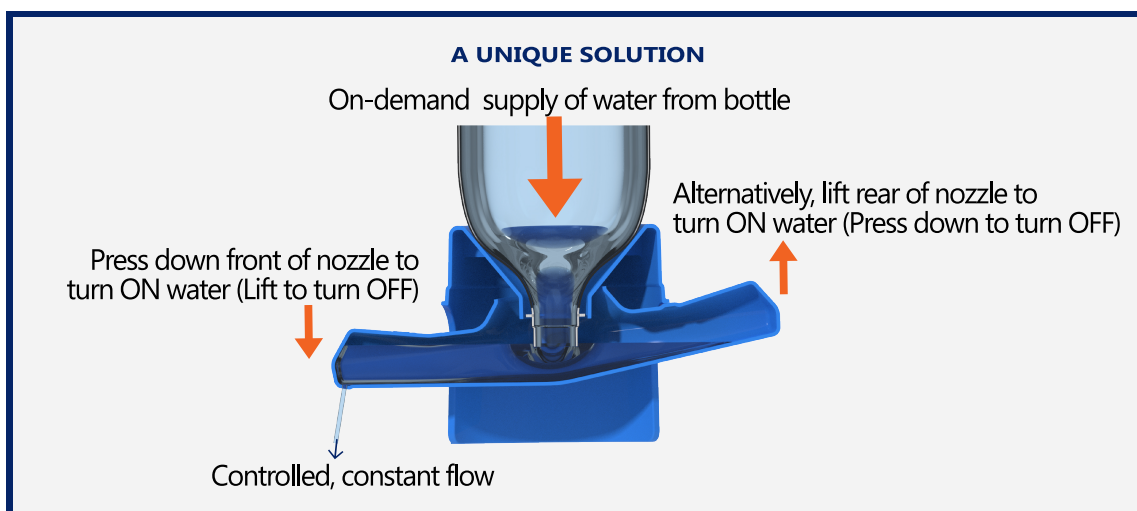 A UNIQUE SOLUTION
On-demand supply of water from bottle
Alternatively, lift rear of nozzle to
turn ON water (Press down to turn OFF)
Press down front of nozzle to
turn ON water (Lift to turn OFF)
Controlled, constant flow